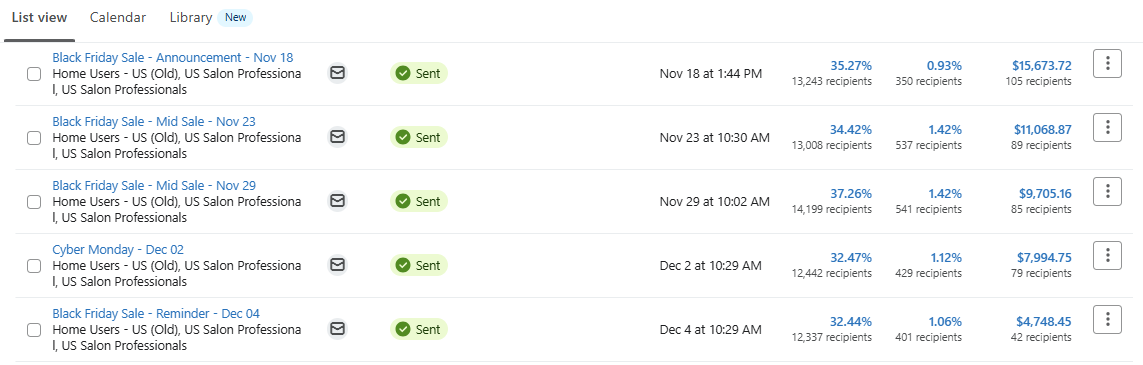 List view Calendar Library New
Black Friday Sale - Announcement - Nov 18
Home Users - US (Old), US Salon Professiona
l, US Salon Professionals
Sent
Nov 18 at 1:44 PM
35.27% 0.93% $15,673.72
13,243 recipients 350 recipients 105 recipients
Black Friday Sale - Mid Sale - Nov 23
Home Users - US (Old), US Salon Professiona
l, US Salon Professionals
Sent
Nov 23 at 10:30 AM
34.42% 1.42% $11,068.87
13,008 recipients 537 recipients 89 recipients
Black Friday Sale - Mid Sale - Nov 29
Home Users - US (Old), US Salon Professiona
l, US Salon Professionals
Sent
Nov 29 at 10:02 AM
37.26% 1.42% $9,705.16
14,199 recipients 541 recipients 85 recipients
Cyber Monday - Dec 02
Home Users - US (Old), US Salon Professiona
l, US Salon Professionals
Sent
Dec 2 at 10:29 AM
32.47% 1.12% $7,994.75
12,442 recipients 429 recipients 79 recipients
Black Friday Sale - Reminder - Dec 04
Home Users - US (Old), US Salon Professiona
l, US Salon Professionals
Sent
Dec 4 at 10:29 AM
32.44% 1.06% $4,748.45
12,337 recipients 401 recipients 42 recipients